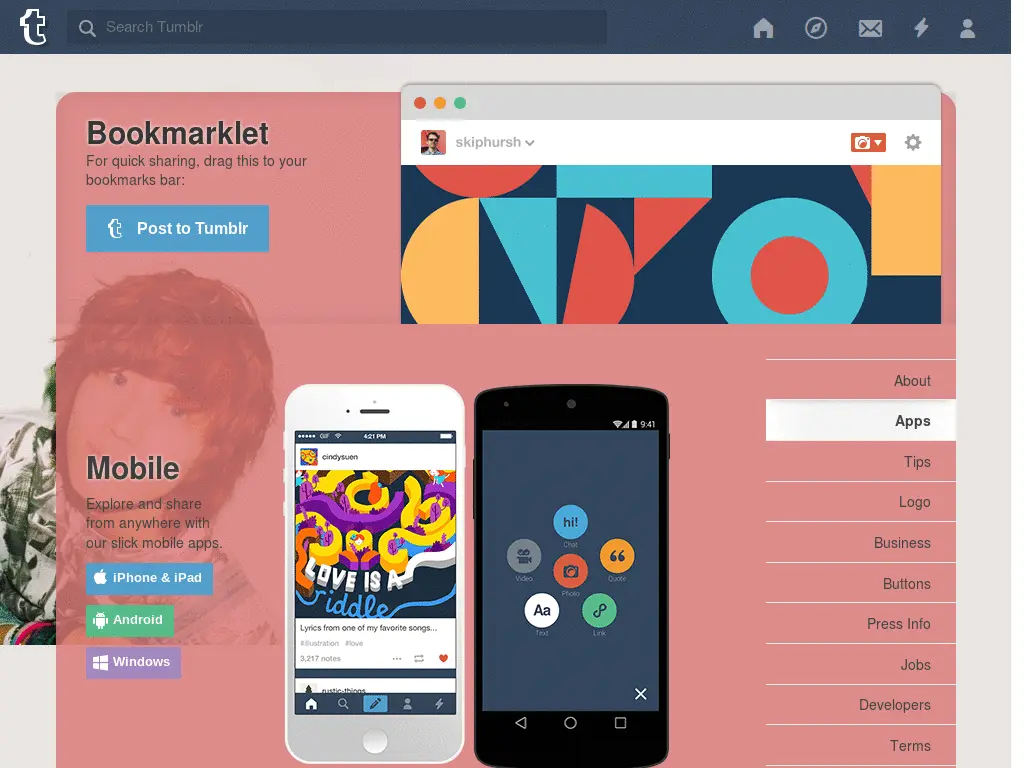 Search Tumblr
Bookmarklet
For quick sharing, drag this to your
bookmarks bar:
Post to Tumblr
skiphursh
Mobile
Explore and share
from anywhere with
our slick mobile apps.
iPhone & iPad
Android
Windows
GIF
4:21 PM
cindysuen
LOVE IS A
riddle
Lyrics from one of my favorite songs...
#illustration #love
3,217 notes
rustic-things
9:41
hi!
Chat
Video
Photo
Quote
Aa
Text
Link
About
Apps
Tips
Logo
Business
Buttons
Press Info
Jobs
Developers
Terms